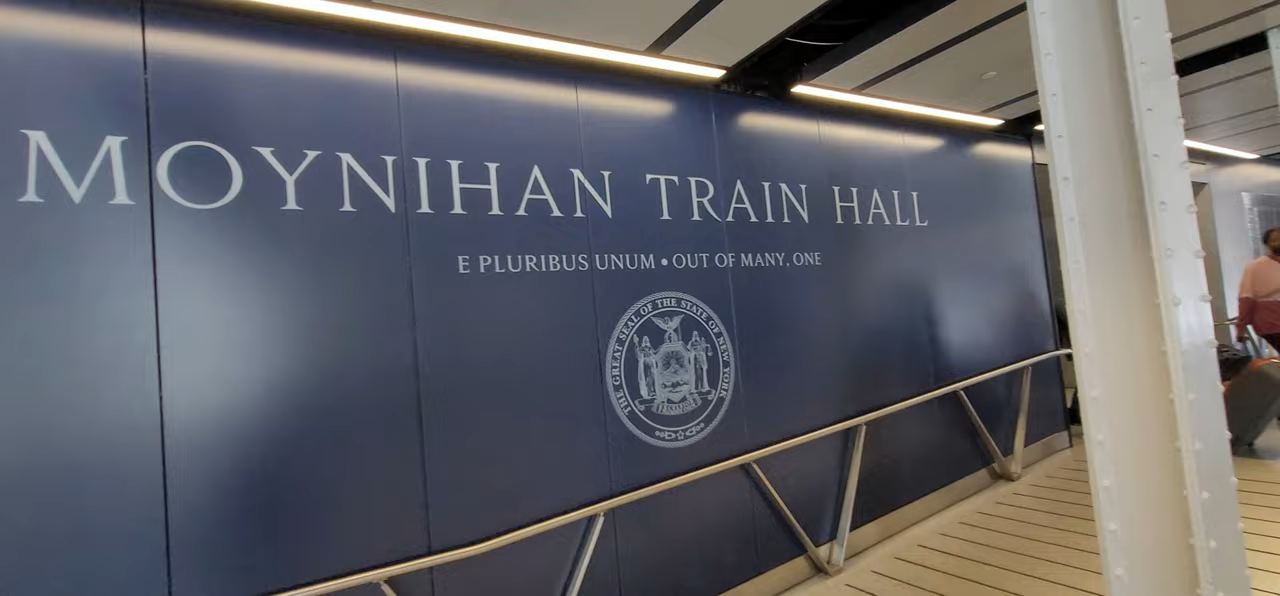 MOYNIHAN TRAIN HALL
E PLURIBUS UNUM • OUT OF MANY, ONE
THE GREAT SEAL OF THE STATE OF NEW YORK